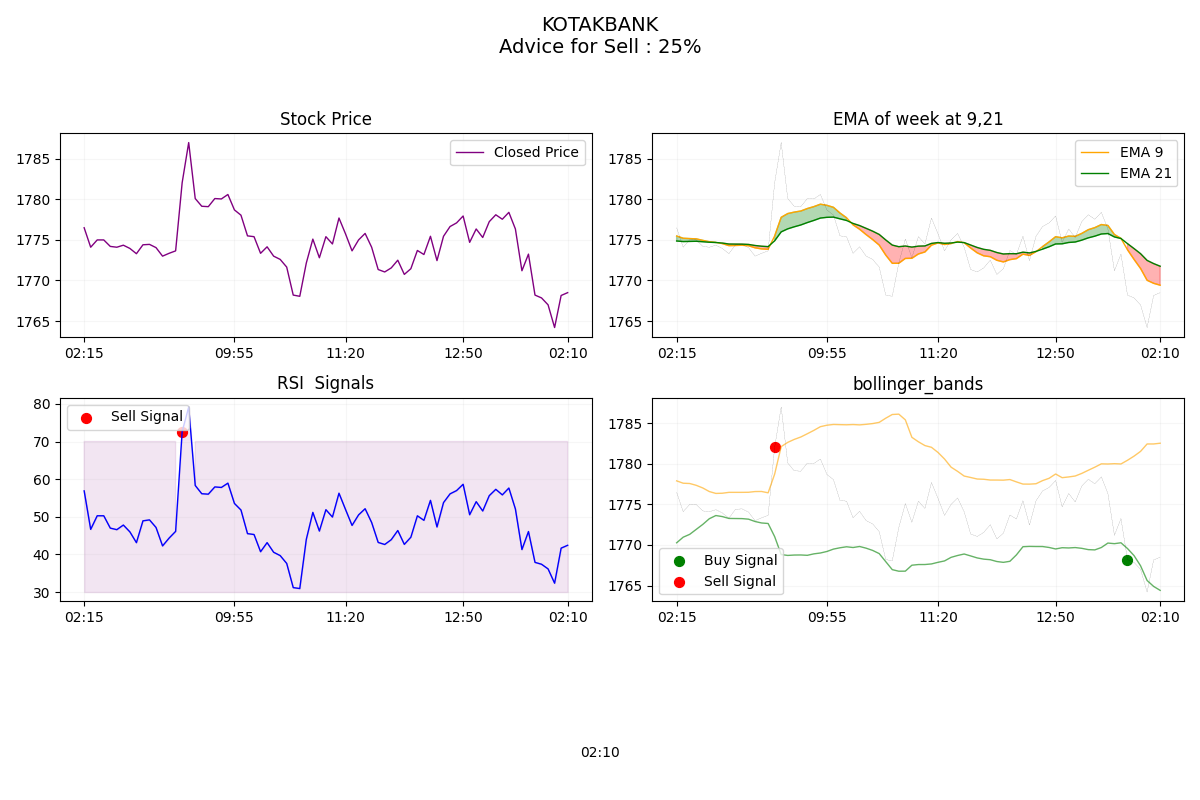 KOTAKBANK
Advice for Sell : 25%
Stock Price
1785
1780
1775
1770
1765
Closed Price
02:15 09:55 11:20 12:50 02:10
EMA of week at 9,21
1785
1780
1775
1770
1765
EMA 9
EMA 21
02:15 09:55 11:20 12:50 02:10
RSI  Signals
80
70
60
50
40
30
Sell Signal
02:15 09:55 11:20 12:50 02:10
bollinger_bands
1785
1780
1775
1770
1765
Buy Signal
Sell Signal
02:15 09:55 11:20 12:50 02:10
02:10